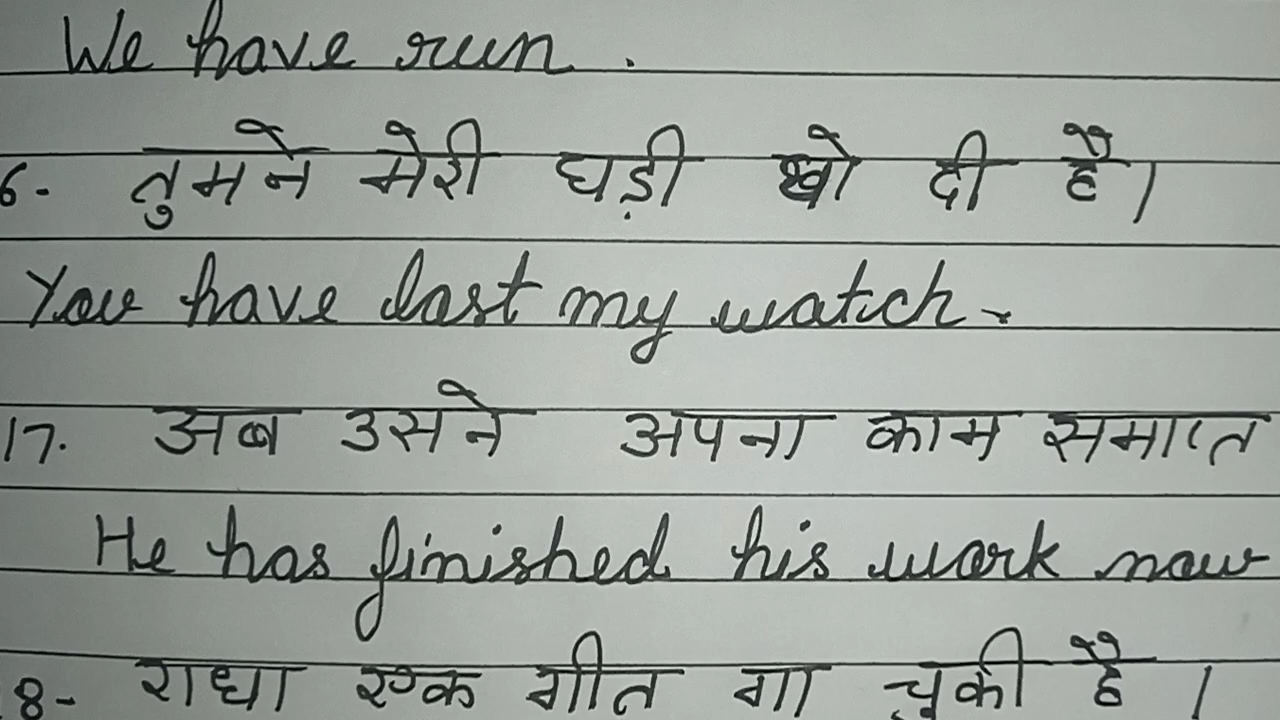 We have run.
6. तुमने मेरी घड़ी खो दी है।
You have lost my watch.
17. अब उसने अपना काम समाप्त
He has finished his work now
8- राधा एक गीत गा चुकी है।